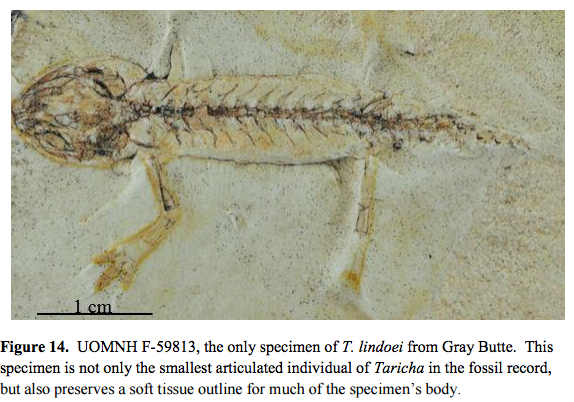 1 cm
Figure 14. UOMNH F-59813, the only specimen of T. lindoei from Gray Butte. This
specimen is not only the smallest articulated individual of Taricha in the fossil record,
but also preserves a soft tissue outline for much of the specimen's body.